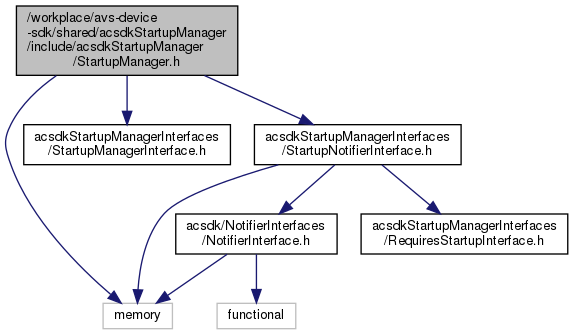 /workplace/avs-device
-sdk/shared/acsdkStartupManager
/include/acsdkStartupManager
/StartupManager.h
acsdkStartupManagerInterfaces
/StartupManagerInterface.h
acsdkStartupManagerInterfaces
/StartupNotifierInterface.h
acsdk/NotifierInterfaces
/NotifierInterface.h
acsdkStartupManagerInterfaces
/RequiresStartupInterface.h
memory
functional